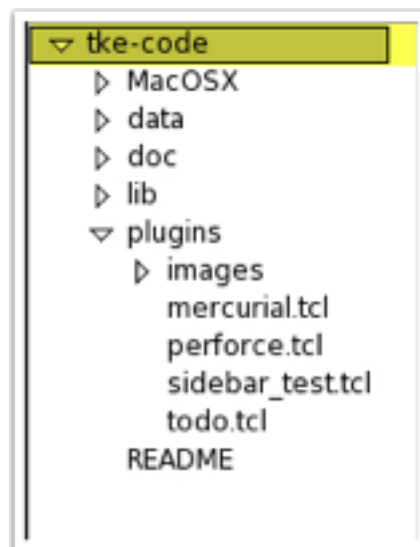 tke-code
MacOSX
data
doc
lib
plugins
images
mercurial.tcl
perforce.tcl
sidebar_test.tcl
todo.tcl
README